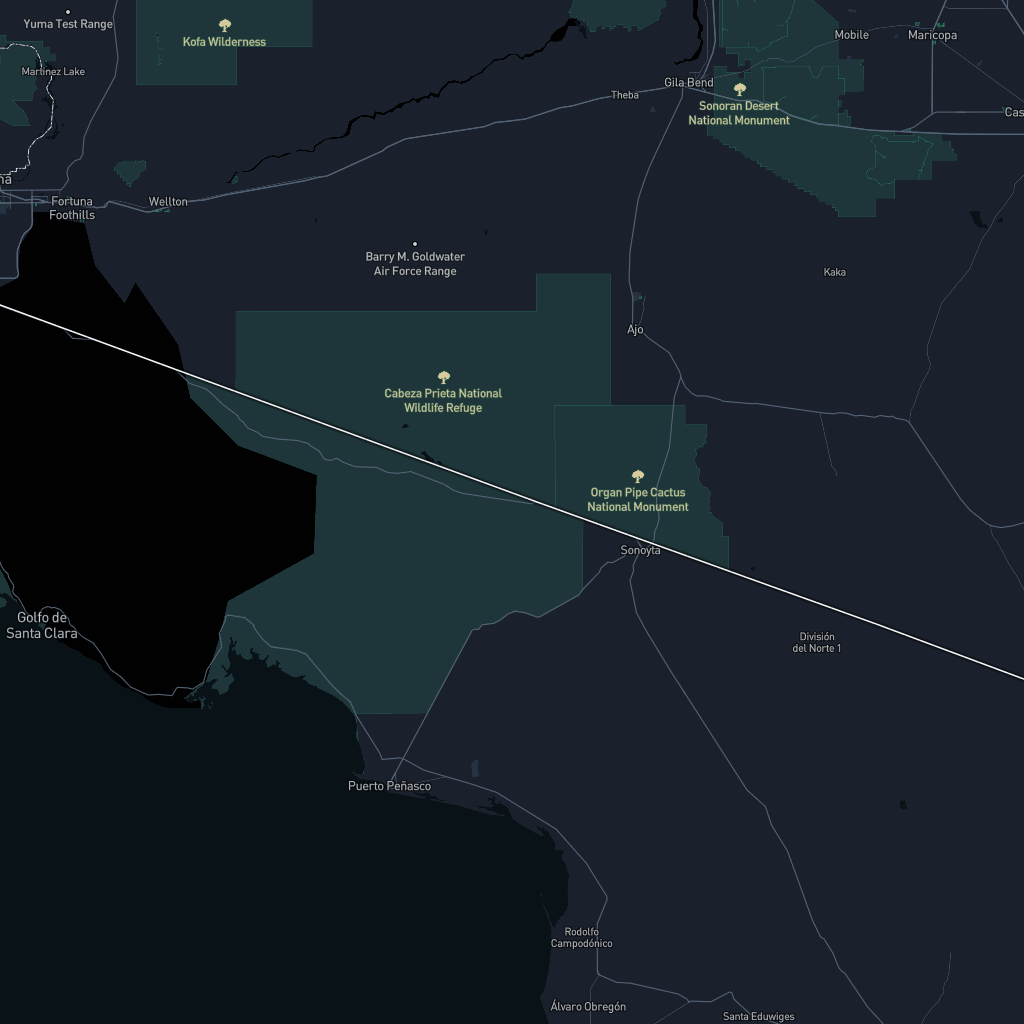 Yuma Test Range
Kofa Wilderness
Mobile
Maricopa
Martinez Lake
Gila Bend
Theba
Sonoran Desert
National Monument
Cas
na
Fortuna
Foothills
Wellton
Barry M. Goldwater
Air Force Range
Kaka
Ajo
Cabeza Prieta National
Wildlife Refuge
Organ Pipe Cactus
National Monument
Sonoyta
Golfo de
Santa Clara
División
del Norte 1
Puerto Peñasco
Rodolfo
Campodónico
Álvaro Obregón
Santa Eduwiges